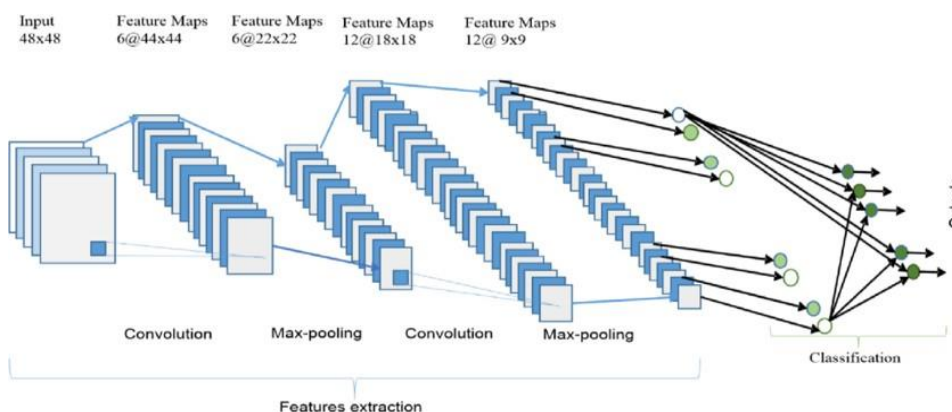 Input
48x48
Feature Maps
6@44x44
Feature Maps
6@22x22
Feature Maps
12@18x18
Feature Maps
12@ 9x9
Convolution
Max-pooling
Convolution
Max-pooling
Classification
Features extraction